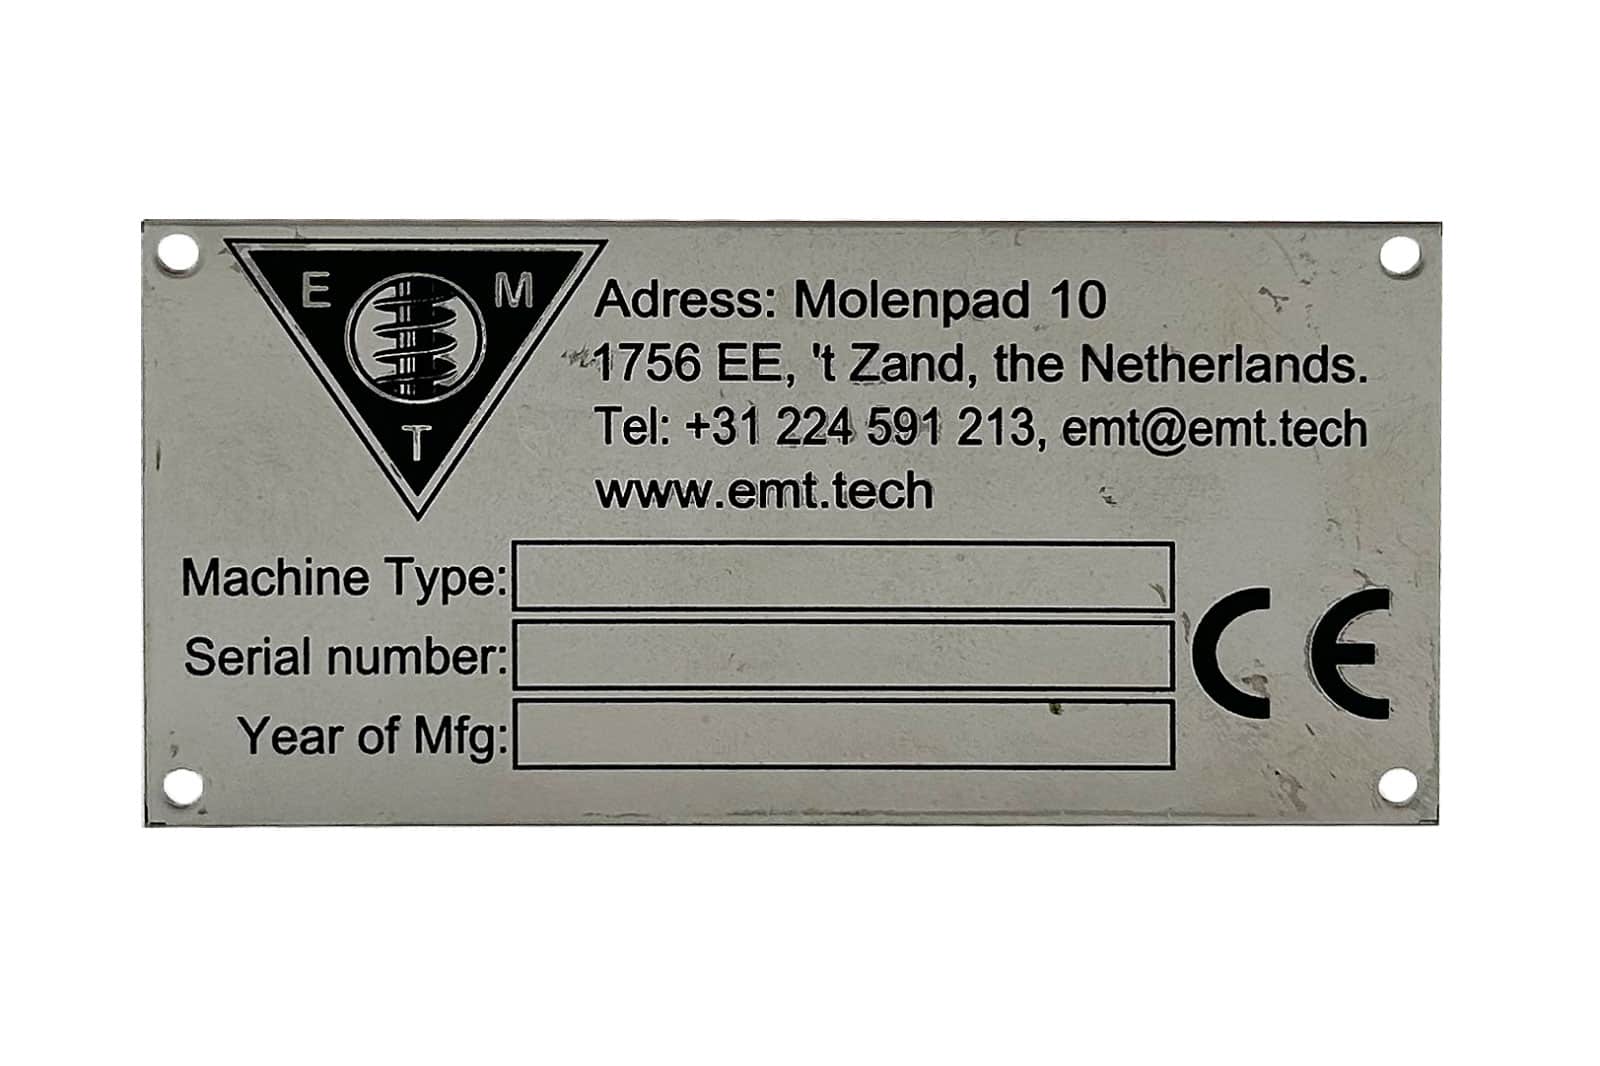 E M
T
Adress: Molenpad 10
1756 EE, 't Zand, the Netherlands.
Tel: +31 224 591 213, emt@emt.tech
www.emt.tech
Machine Type:
Serial number:
Year of Mfg:
CE